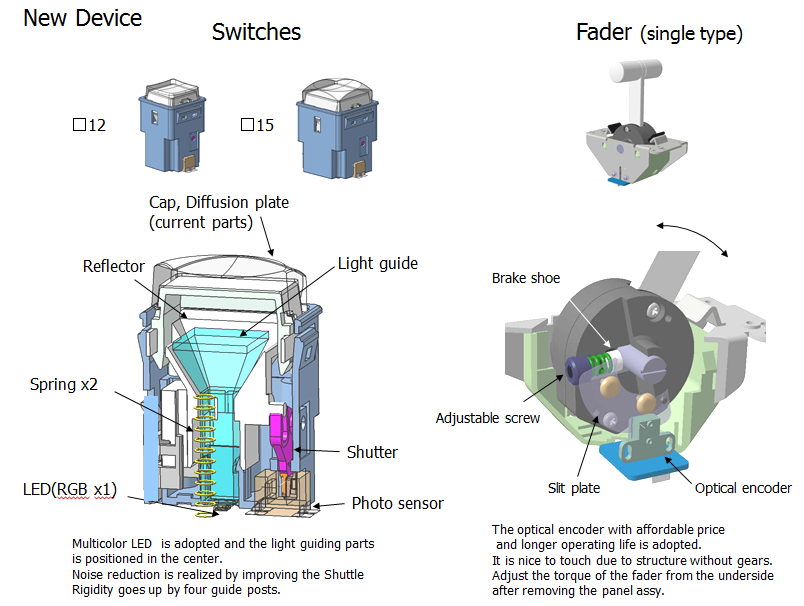 New Device
Switches
Fader (single type)
□12
□15
Cap, Diffusion plate
(current parts)
Reflector
Light guide
Spring x2
Shutter
LED(RGB x1)
Photo sensor
Brake shoe
Adjustable screw
Slit plate
Optical encoder
Multicolor LED is adopted and the light guiding parts
is positioned in the center.
Noise reduction is realized by improving the Shuttle
Rigidity goes up by four guide posts.
The optical encoder with affordable price
and longer operating life is adopted.
It is nice to touch due to structure without gears.
Adjust the torque of the fader from the underside
after removing the panel assy.